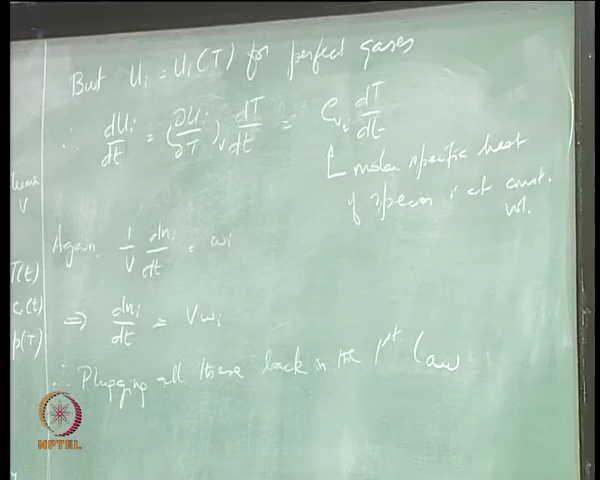 But Ui = Ui(T) for perfect gases
∴ dUi/dt = (∂Ui/∂T)v dT/dt = Cvi dT/dt
molar specific heat
of species i at const.
vol.
V
Again, 1/V dni/dt = ωi
T(t)
ci(t)
⇒ dni/dt = Vωi
p(T)
∴ Plugging all these back in the 1st law
NPTEL